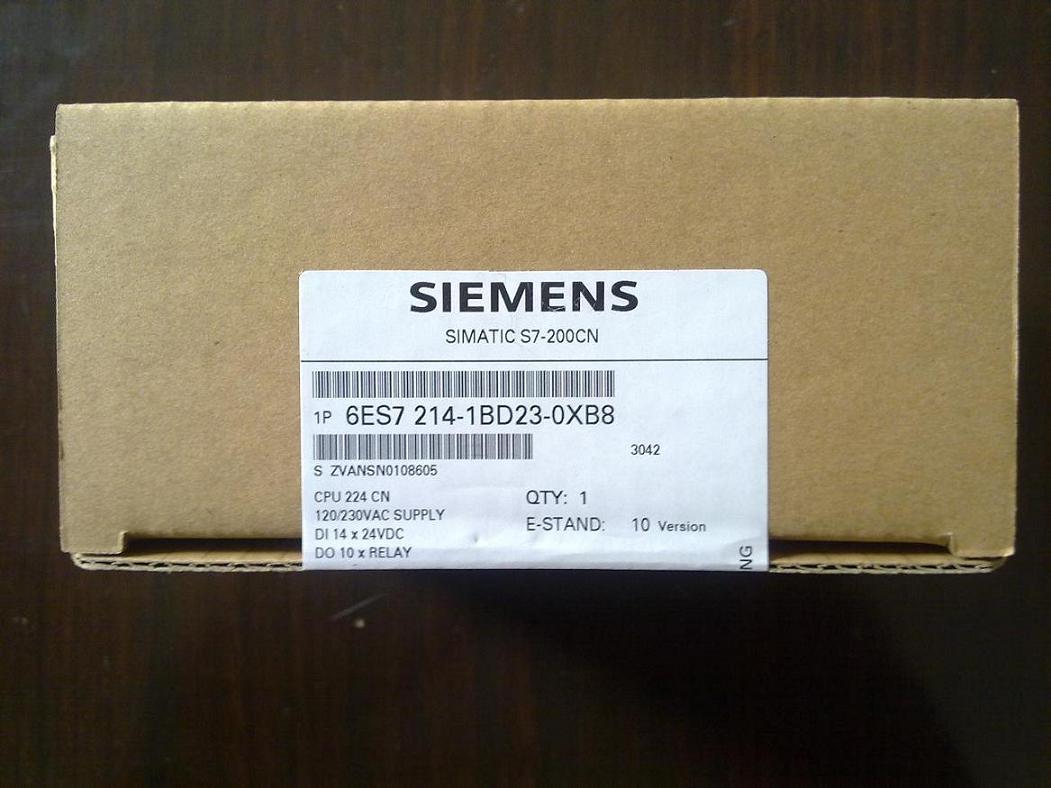 SIEMENS
SIMATIC S7-200CN
1P 6ES7 214-1BD23-0XB8
3042
S ZVANSN0108605
CPU 224 CN
QTY: 1
120/230VAC SUPPLY
E-STAND: 10 Version
DI 14 x 24VDC
DO 10 x RELAY
NG